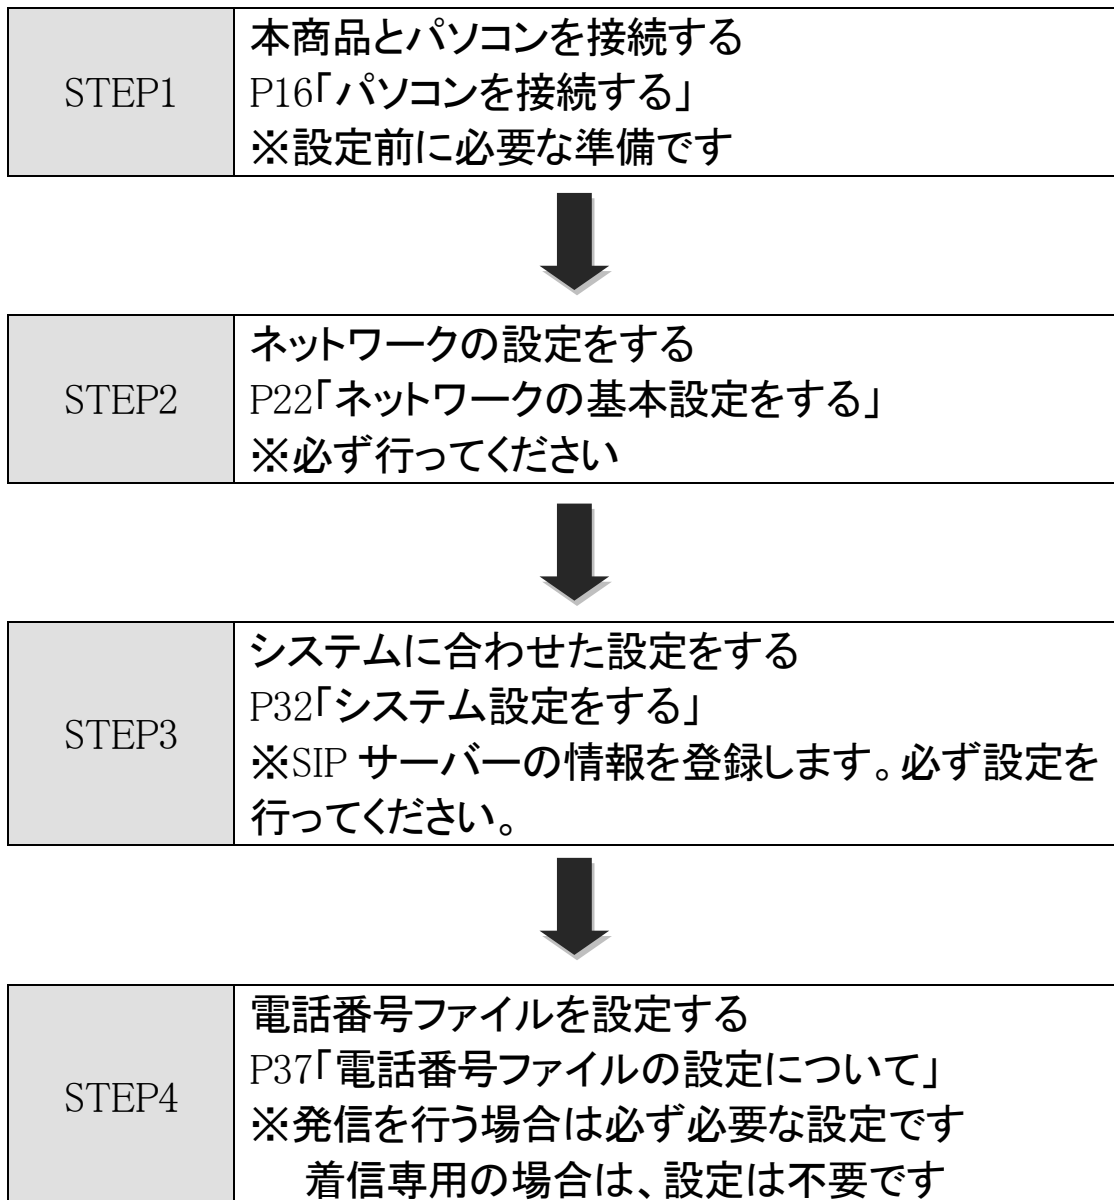 STEP1
本商品とパソコンを接続する
P16「パソコンを接続する」
※設定前に必要な準備です
STEP2
ネットワークの設定をする
P22「ネットワークの基本設定をする」
※必ず行ってください
STEP3
システムに合わせた設定をする
P32「システム設定をする」
※SIP サーバーの情報を登録します。必ず設定を
行ってください。
STEP4
電話番号ファイルを設定する
P37「電話番号ファイルの設定について」
※発信を行う場合は必ず必要な設定です
着信専用の場合は、設定は不要です